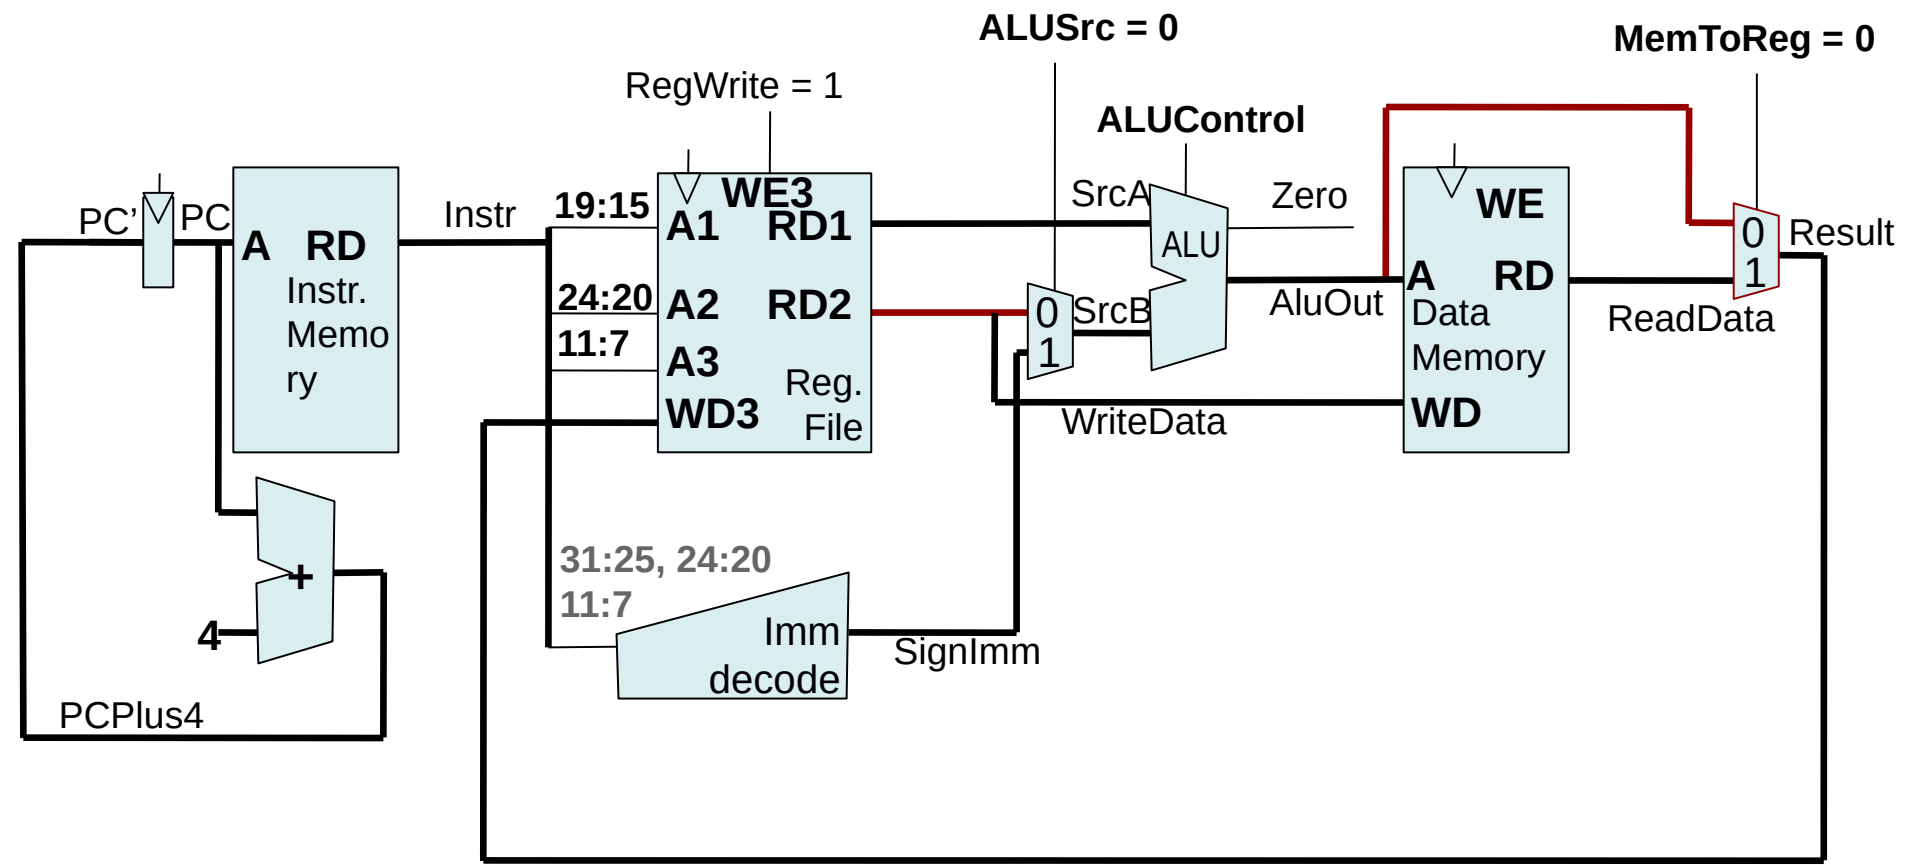 ALUSrc = 0
MemToReg = 0
RegWrite = 1
ALUControl
PC’
PC
A RD
Instr.
Memo
ry
Instr
19:15
24:20
11:7
WE3
A1 RD1
A2 RD2
A3
WD3
Reg.
File
SrcA
0
1
SrcB
ALU
Zero
AluOut
WriteData
WE
A RD
Data
Memory
WD
ReadData
0
1
Result
+
4
PCPlus4
31:25, 24:20
11:7
Imm
decode
SignImm